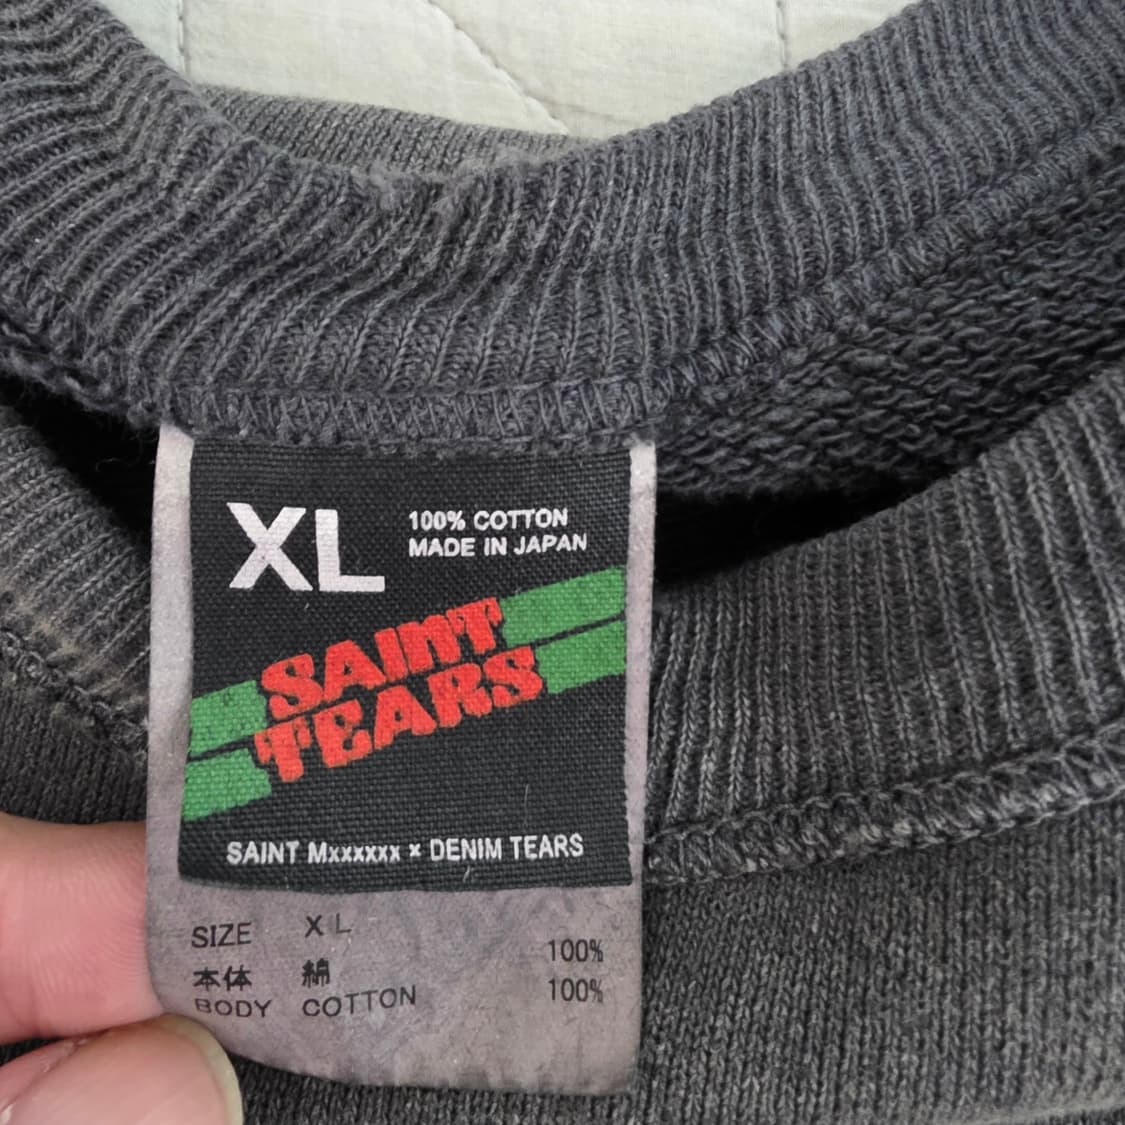 XL
100% COTTON
MADE IN JAPAN
SAINT
TEARS
SAINT Mxxxxxx × DENIM TEARS
SIZE XL
100%
本体 綿
BODY COTTON 100%